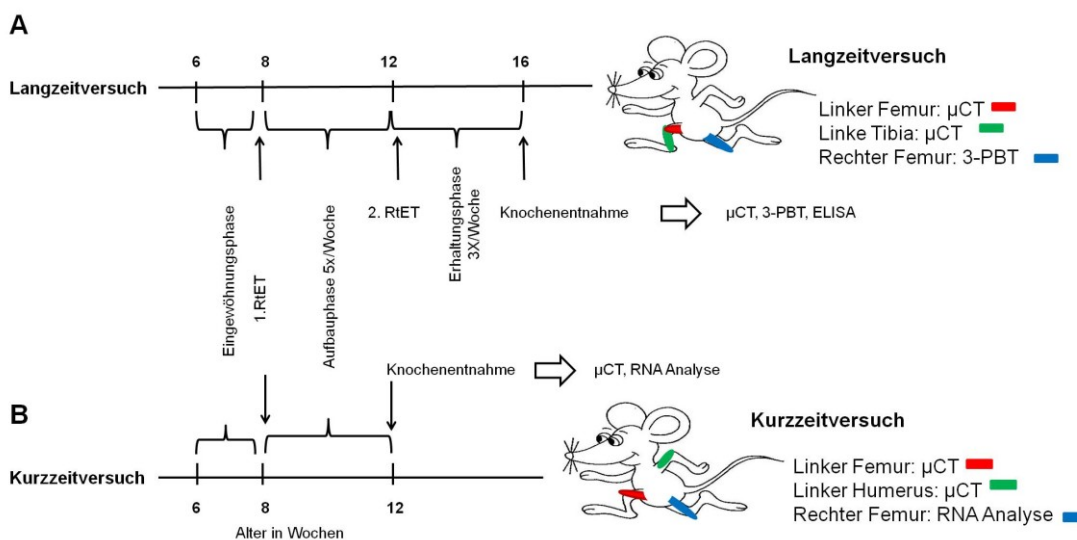 A
6 8 12 16
Langzeitversuch
Eingewöhnungsphase
1.RtET
Aufbauphase 5x/Woche
2. RtET
Erhaltungsphase
3X/Woche
Knochenentnahme
µCT, 3-PBT, ELISA
Langzeitversuch
Linker Femur: µCT
Linke Tibia: µCT
Rechter Femur: 3-PBT
Knochenentnahme
µCT, RNA Analyse
B
Kurzzeitversuch
6 8 12
Alter in Wochen
Kurzzeitversuch
Linker Femur: µCT
Linker Humerus: µCT
Rechter Femur: RNA Analyse